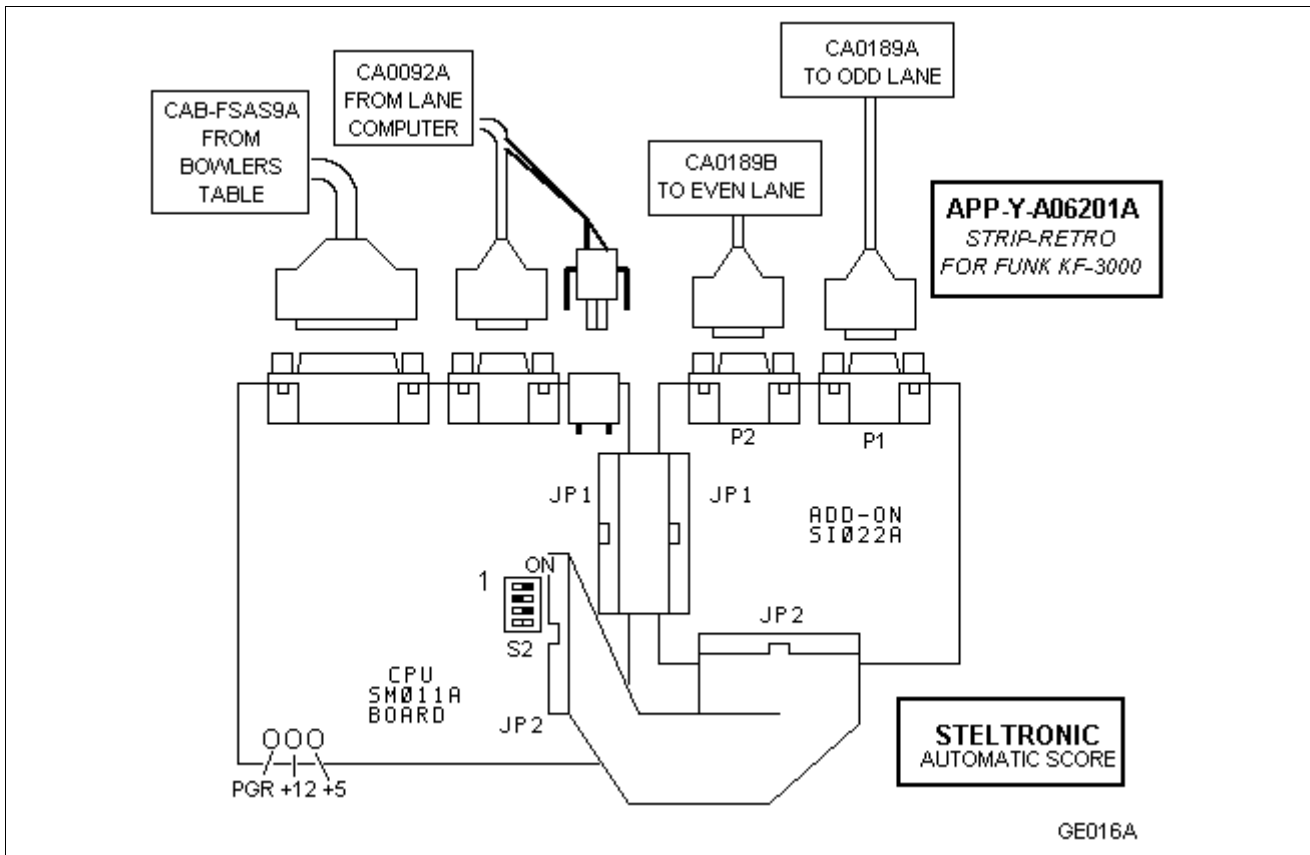 CA0189A
TO ODD LANE
CA0092A
FROM LANE
COMPUTER
CAB-FSAS9A
FROM
BOWLERS
TABLE
CA0189B
TO EVEN LANE
APP-Y-A06201A
STRIP-RETRO
FOR FUNK KF-3000
P2
P1
JP1
JP1
ADD-ON
SIØ22A
ON
1
S2
JP2
CPU
SMØ11A
BOARD
JP2
PGR +12 +5
STELTRONIC
AUTOMATIC SCORE
GE016A